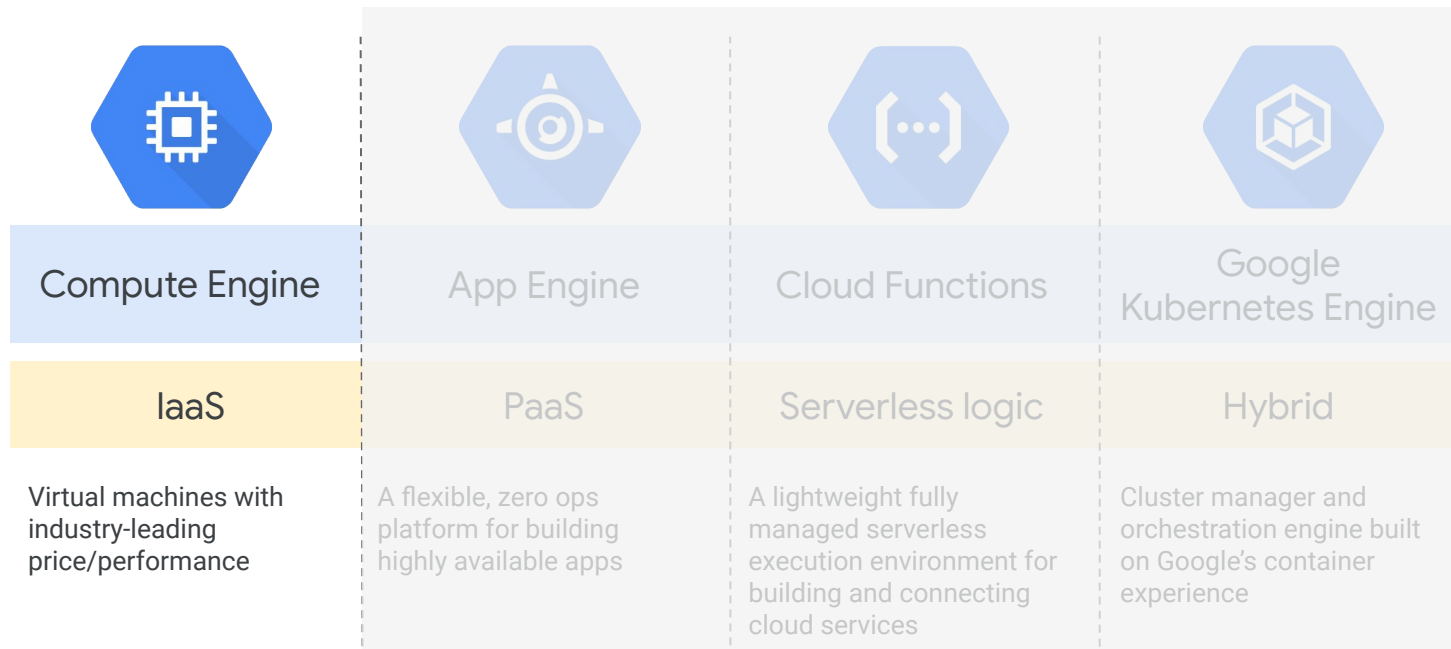 Compute Engine
App Engine
Cloud Functions
Google
Kubernetes Engine
IaaS
PaaS
Serverless logic
Hybrid
Virtual machines with
industry-leading
price/performance
A flexible, zero ops
platform for building
highly available apps
A lightweight fully
managed serverless
execution environment for
building and connecting
cloud services
Cluster manager and
orchestration engine built
on Google’s container
experience